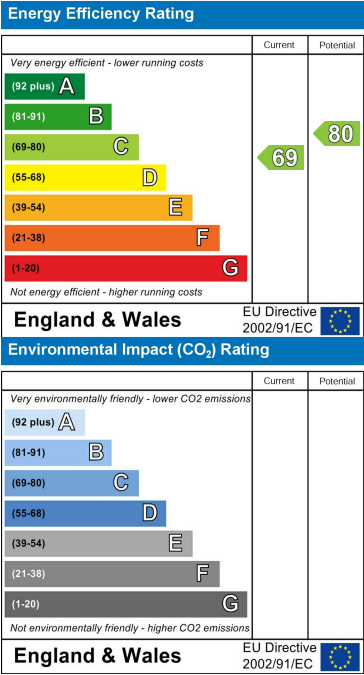 Energy Efficiency Rating
Current Potential
Very energy efficient - lower running costs
(92 plus) A
(81-91) B
(69-80) C
(55-68) D
(39-54) E
(21-38) F
(1-20) G
69
80
Not energy efficient - higher running costs
England & Wales
EU Directive
2002/91/EC
Environmental Impact (CO₂) Rating
Current Potential
Very environmentally friendly - lower CO2 emissions
(92 plus) A
(81-91) B
(69-80) C
(55-68) D
(39-54) E
(21-38) F
(1-20) G
Not environmentally friendly - higher CO2 emissions
England & Wales
EU Directive
2002/91/EC